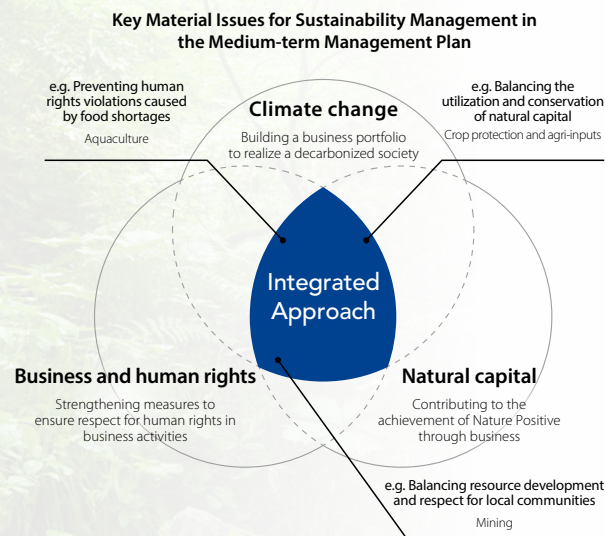 Key Material Issues for Sustainability Management in
the Medium-term Management Plan
e.g. Preventing human
rights violations caused
by food shortages
Aquaculture
Climate change
Building a business portfolio
to realize a decarbonized society
e.g. Balancing the
utilization and conservation
of natural capital
Crop protection and agri-inputs
Integrated
Approach
Business and human rights
Strengthening measures to
ensure respect for human rights in
business activities
Natural capital
Contributing to the
achievement of Nature Positive
through business
e.g. Balancing resource development
and respect for local communities
Mining